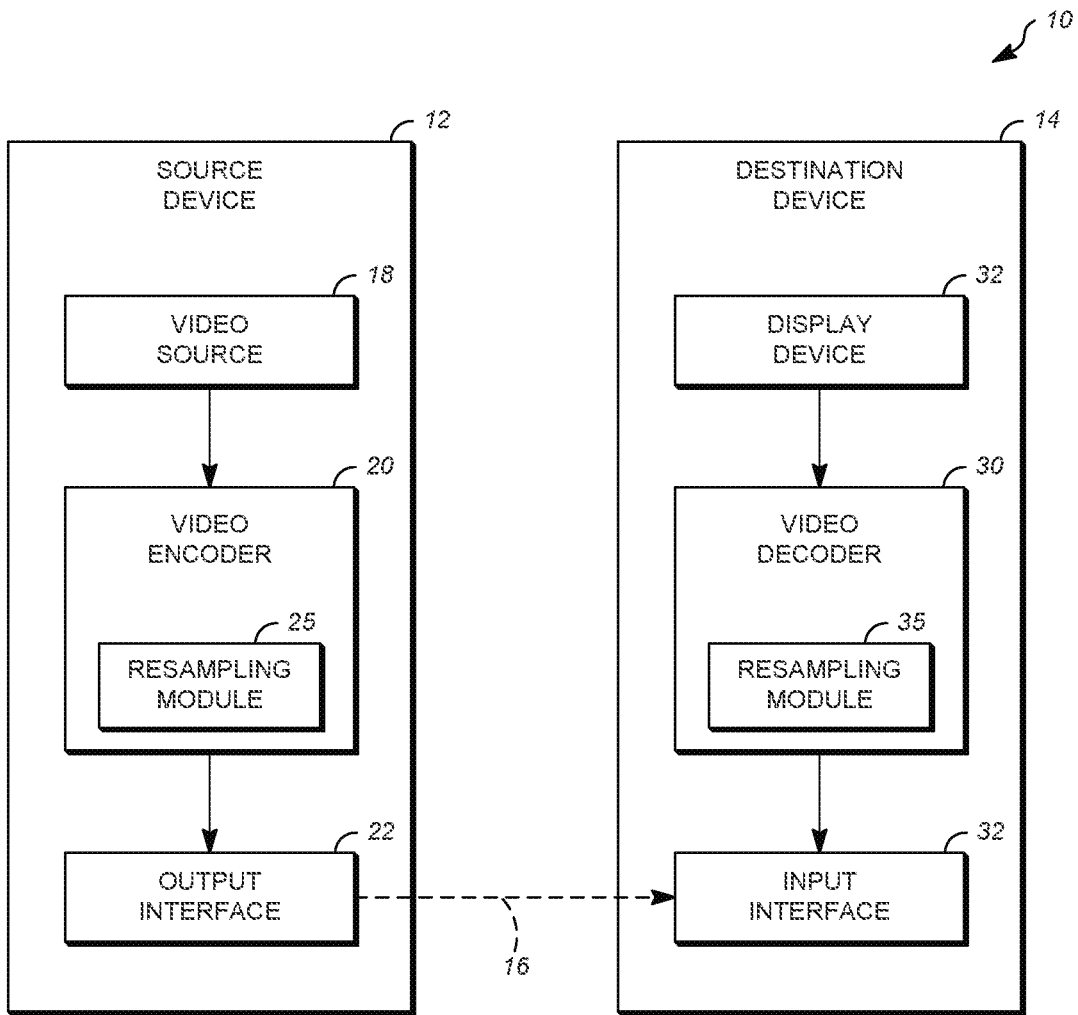 10
12
SOURCE
DEVICE
18
VIDEO
SOURCE
20
VIDEO
ENCODER
25
RESAMPLING
MODULE
22
OUTPUT
INTERFACE
16
14
DESTINATION
DEVICE
32
DISPLAY
DEVICE
30
VIDEO
DECODER
35
RESAMPLING
MODULE
32
INPUT
INTERFACE